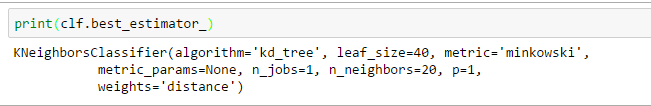 print(clf.best_estimator_)
KNeighborsClassifier(algorithm='kd_tree', leaf_size=40, metric='minkowski',
metric_params=None, n_jobs=1, n_neighbors=20, p=1,
weights='distance')